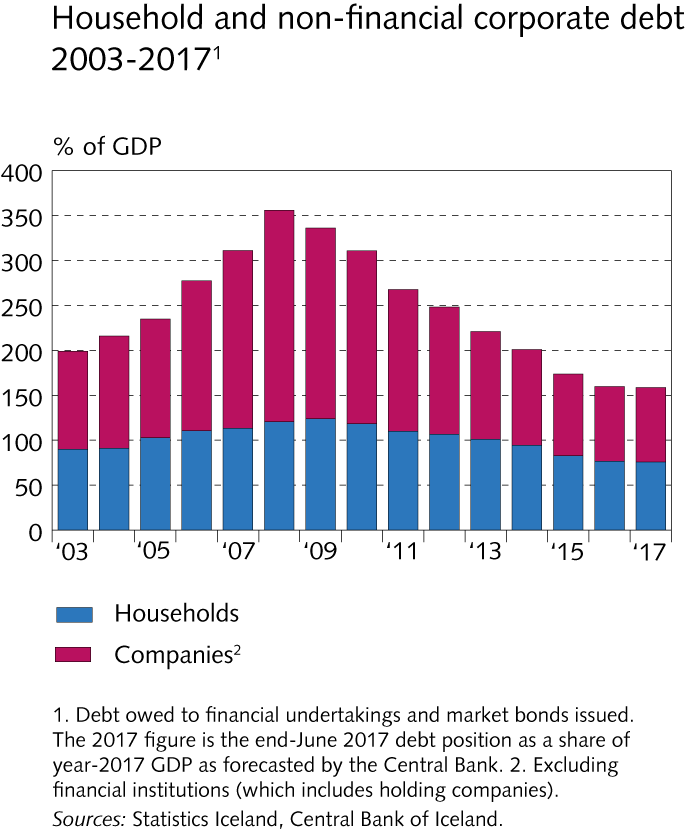 Household and non-financial corporate debt
2003-2017¹
% of GDP
400
350
300
250
200
150
100
50
0
‘03 ‘05 ‘07 ‘09 ‘11 ‘13 ‘15 ‘17
Households
Companies²
1. Debt owed to financial undertakings and market bonds issued.
The 2017 figure is the end-June 2017 debt position as a share of
year-2017 GDP as forecasted by the Central Bank. 2. Excluding
financial institutions (which includes holding companies).
Sources: Statistics Iceland, Central Bank of Iceland.